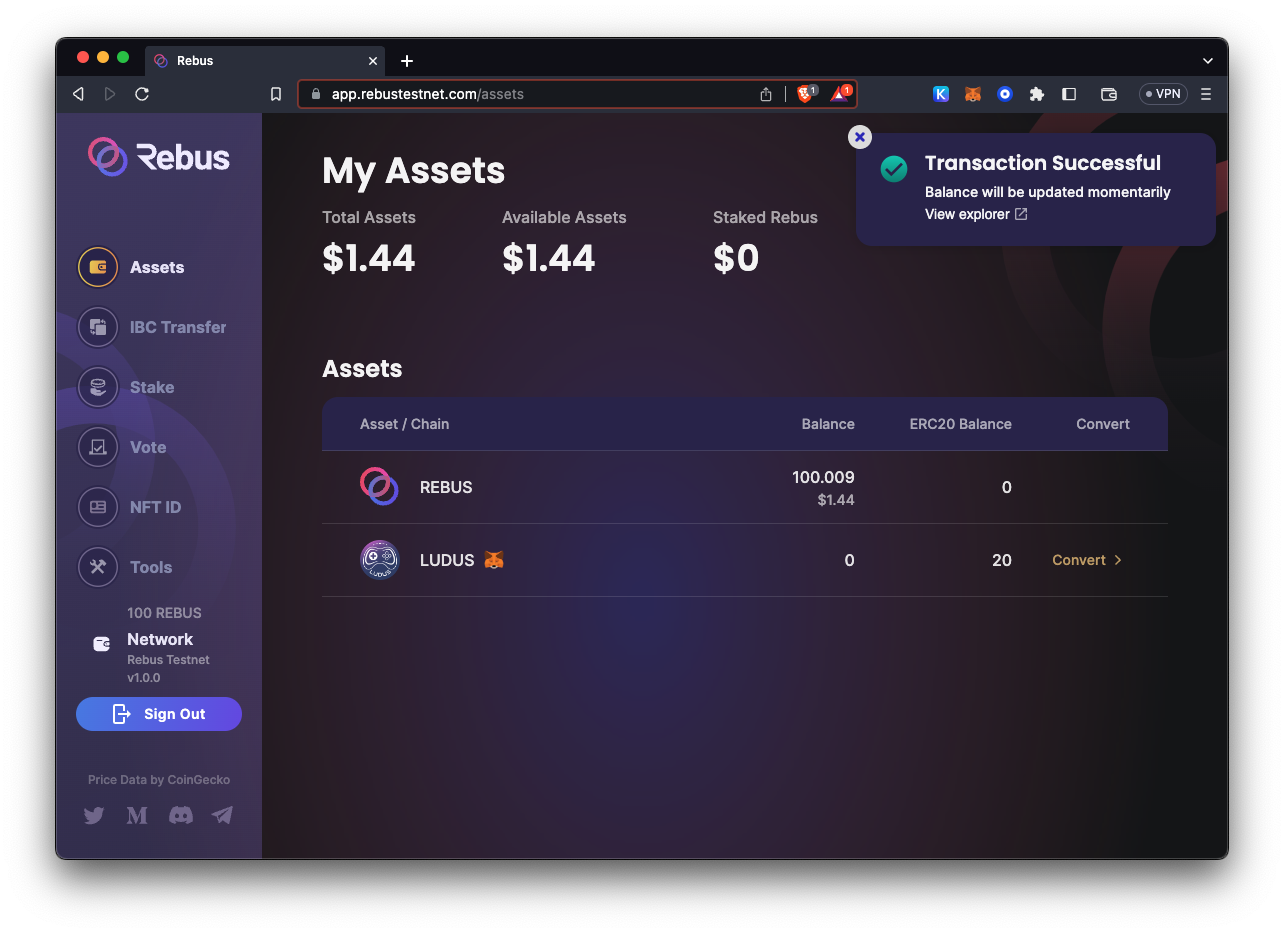 Rebus
app.rebustestnet.com/assets
1
1
K
VPN
Rebus
Assets
IBC Transfer
Stake
Vote
NFT ID
Tools
100 REBUS
Network
Rebus Testnet
v1.0.0
Sign Out
Price Data by CoinGecko
M
My Assets
Total Assets
Available Assets
Staked Rebus
$1.44
$1.44
$0
Transaction Successful
Balance will be updated momentarily
View explorer
Assets
Asset / Chain
Balance
ERC20 Balance
Convert
REBUS
100.009
$1.44
0
LUDUS
LUDUS
0
20
Convert